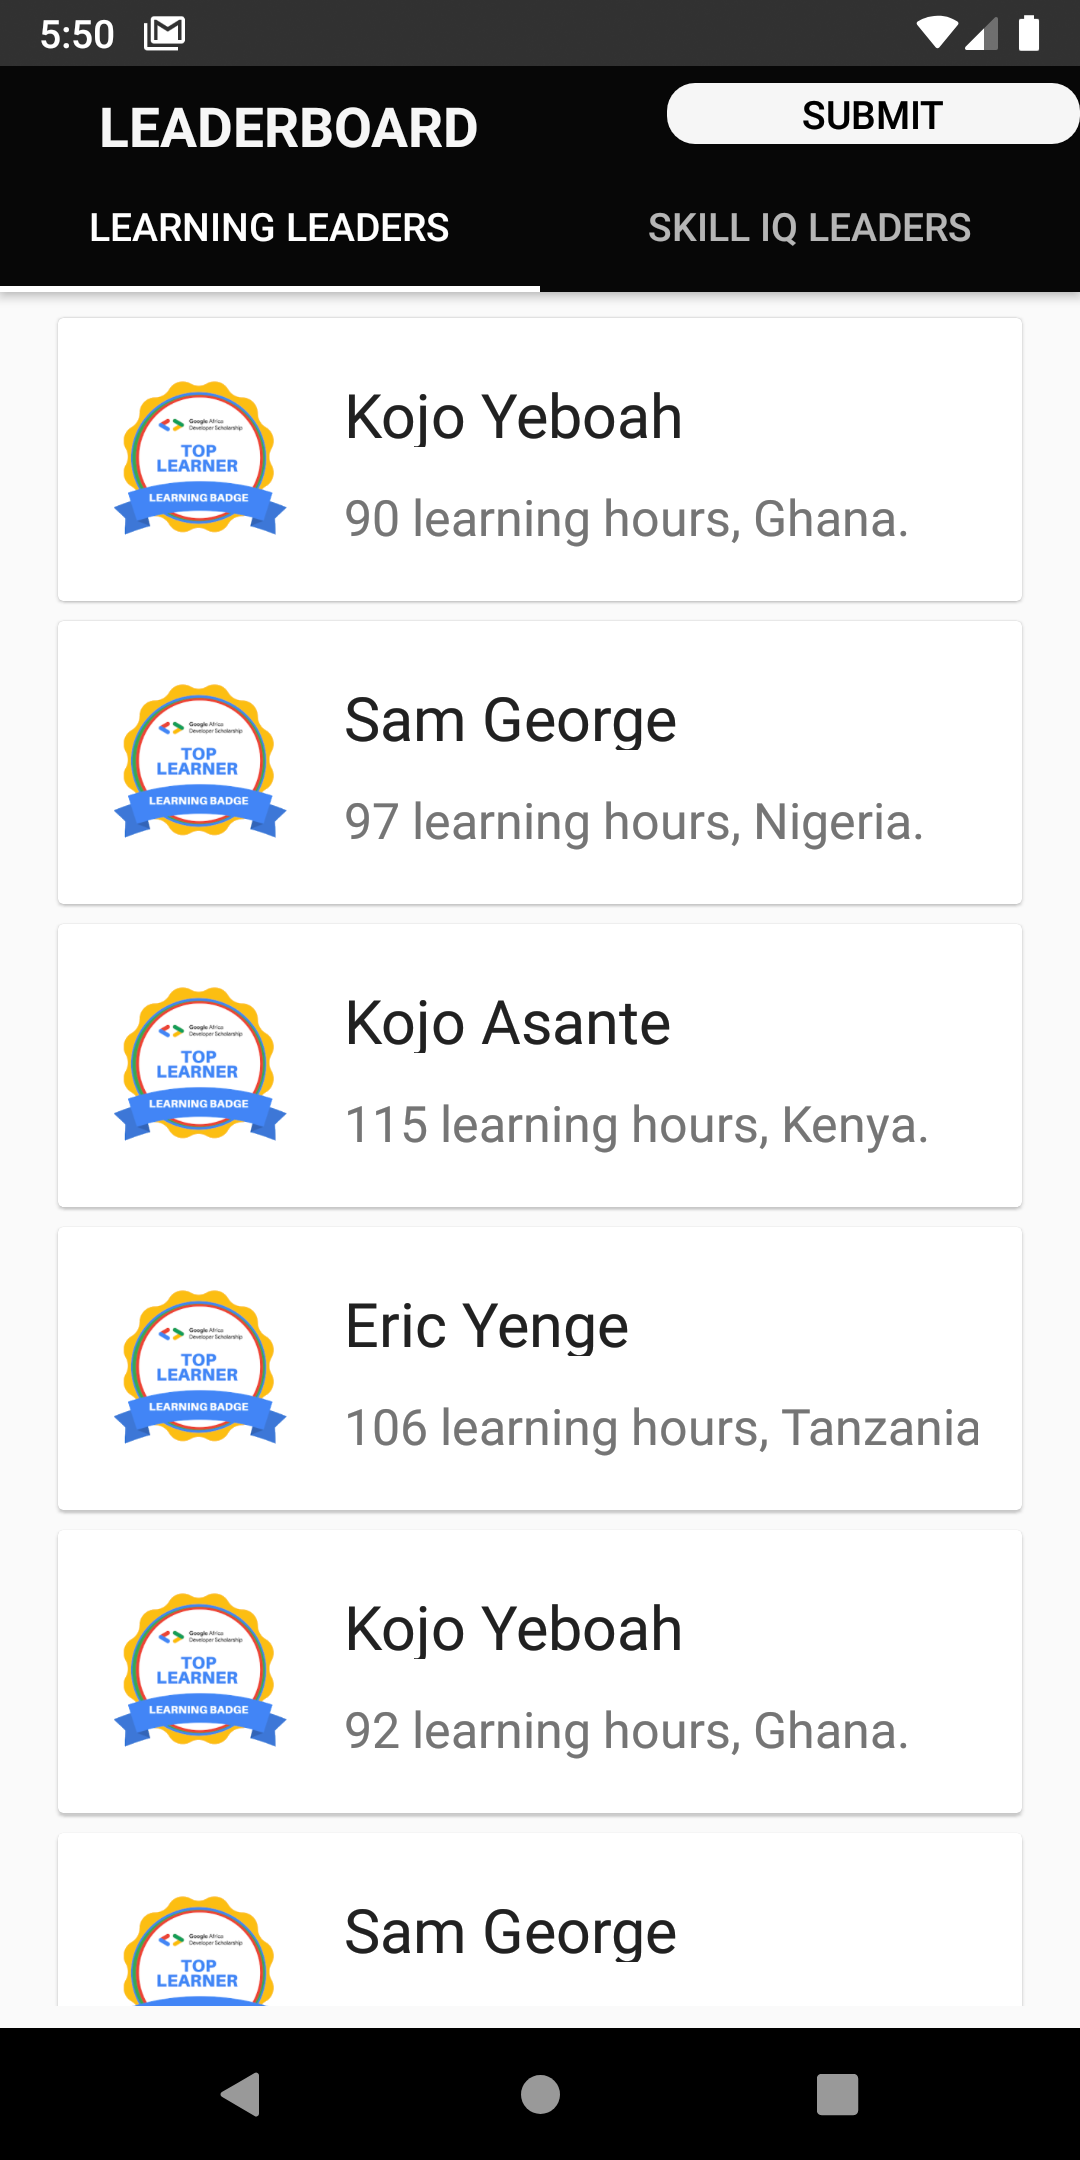 5:50
LEADERBOARD
SUBMIT
LEARNING LEADERS
SKILL IQ LEADERS
Google Africa
Developer Scholarship
TOP
LEARNER
LEARNING BADGE
Kojo Yeboah
90 learning hours, Ghana.
Google Africa
Developer Scholarship
TOP
LEARNER
LEARNING BADGE
Sam George
97 learning hours, Nigeria.
Google Africa
Developer Scholarship
TOP
LEARNER
LEARNING BADGE
Kojo Asante
115 learning hours, Kenya.
Google Africa
Developer Scholarship
TOP
LEARNER
LEARNING BADGE
Eric Yenge
106 learning hours, Tanzania
Google Africa
Developer Scholarship
TOP
LEARNER
LEARNING BADGE
Kojo Yeboah
92 learning hours, Ghana.
Google Africa
Developer Scholarship
TOP
LEARNER
Sam George